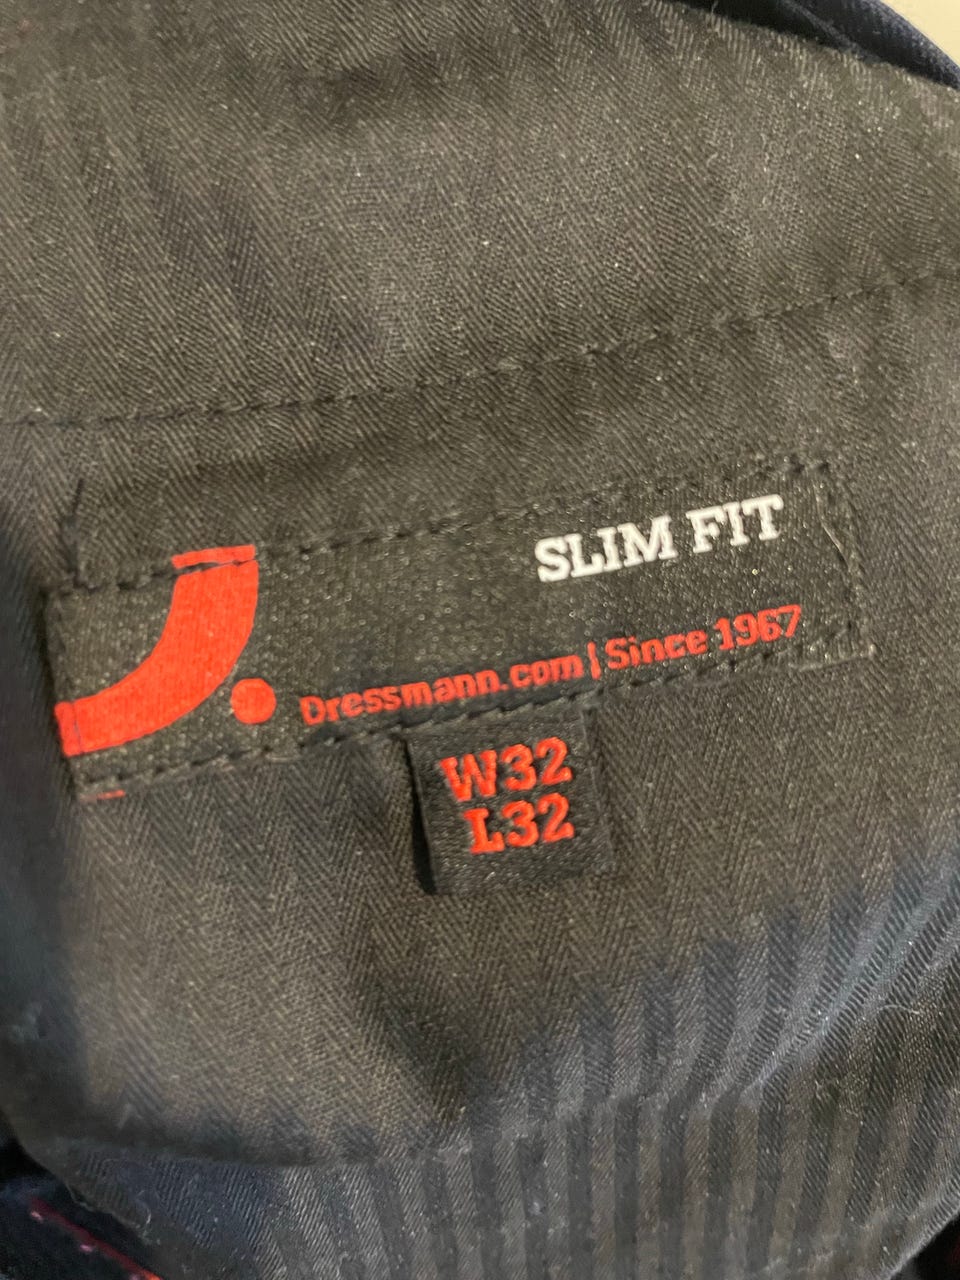 SLIM FIT
Dressmann.com | Since 1967
W32
L32